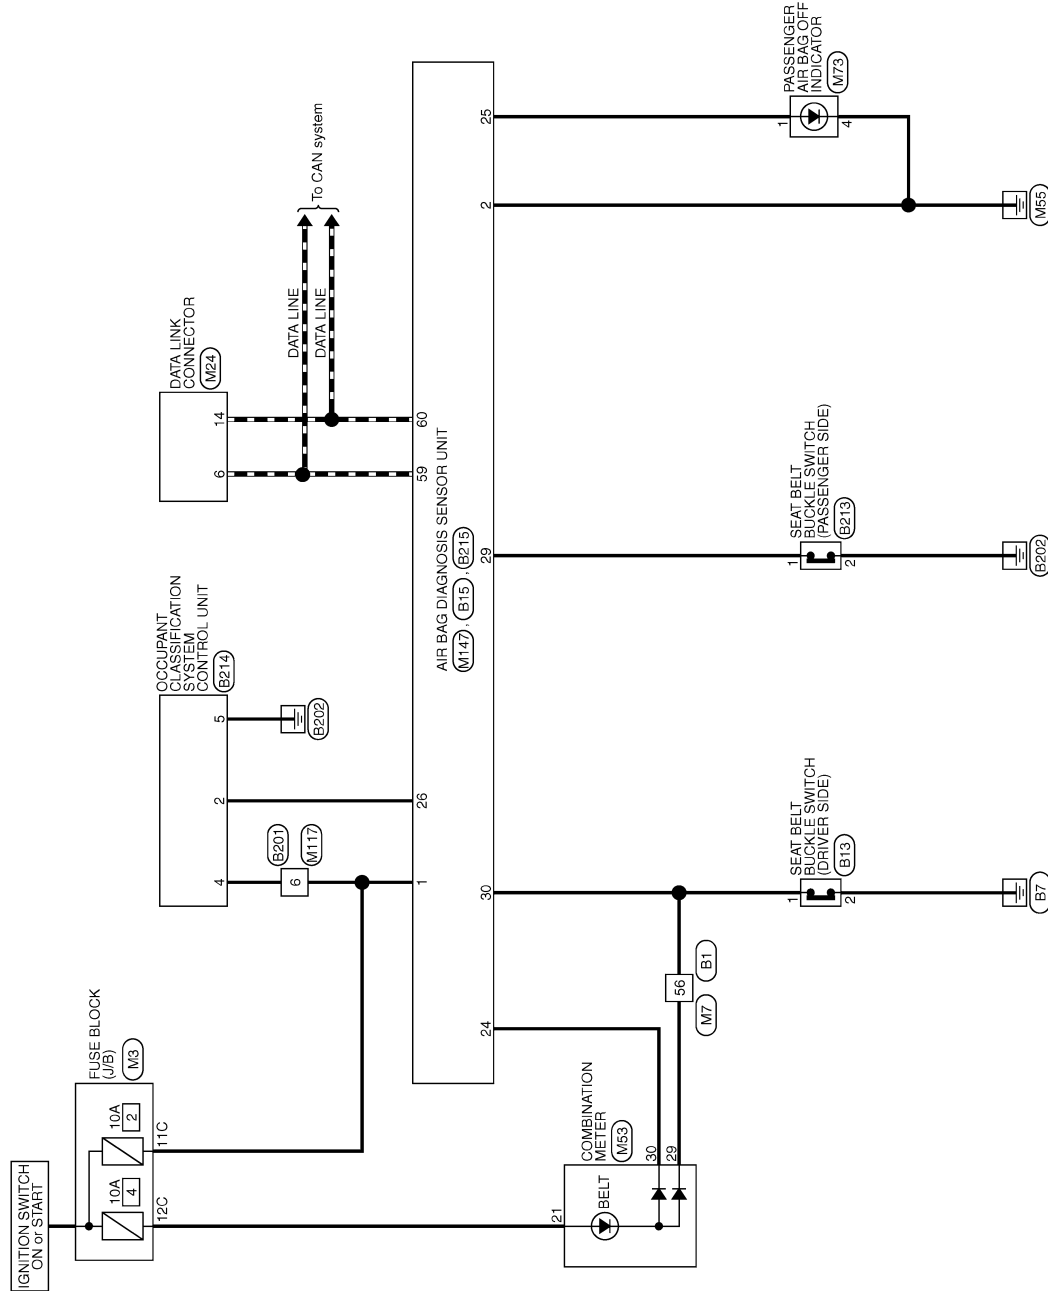 IGNITION SWITCH
ON or START
FUSE BLOCK
(J/B)
M3
10A
2
10A
4
11C
12C
OCCUPANT
CLASSIFICATION
SYSTEM
CONTROL UNIT
B214
4
2
5
B201
6
M117
B202
DATA LINK
CONNECTOR
M24
6
14
DATA LINE
DATA LINE
To CAN system
1
26
59
60
AIR BAG DIAGNOSIS SENSOR UNIT
M147 , B15 , B215
24
30
29
2
25
COMBINATION
METER
M53
21
BELT
30
29
M7
56
B1
SEAT BELT
BUCKLE SWITCH
(DRIVER SIDE)
B13
1
2
B7
SEAT BELT
BUCKLE SWITCH
(PASSENGER SIDE)
B213
1
2
B202
PASSENGER
AIR BAG OFF
INDICATOR
M73
1
4
M55